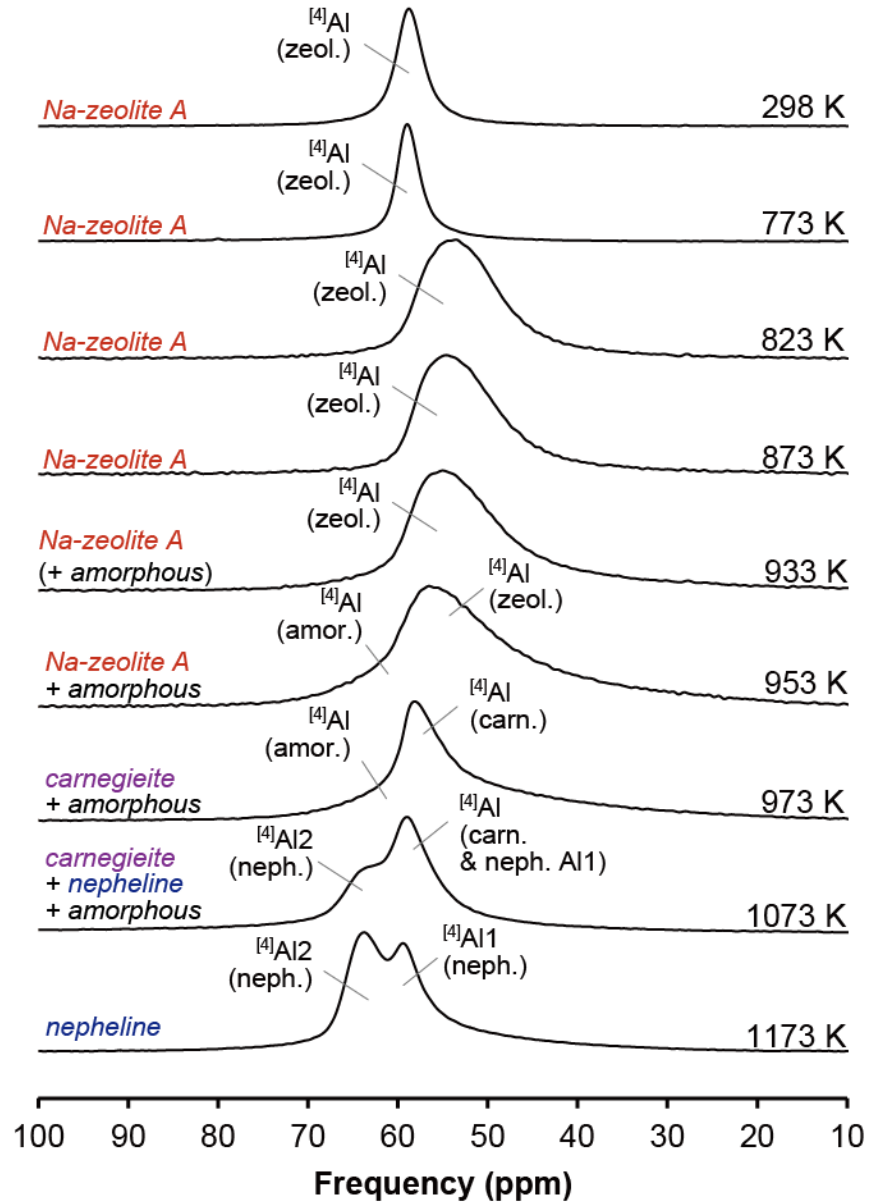 [4]Al
(zeol.)
Na-zeolite A
298 K
[4]Al
(zeol.)
Na-zeolite A
773 K
[4]Al
(zeol.)
Na-zeolite A
823 K
[4]Al
(zeol.)
Na-zeolite A
873 K
[4]Al
(zeol.)
Na-zeolite A
(+ amorphous)
933 K
[4]Al
(zeol.)
[4]Al
(amor.)
Na-zeolite A
+ amorphous
953 K
[4]Al
(carn.)
[4]Al
(amor.)
carnegieite
+ amorphous
973 K
[4]Al
(carn.
& neph. Al1)
[4]Al2
(neph.)
carnegieite
+ nepheline
+ amorphous
1073 K
[4]Al2
(neph.)
[4]Al1
(neph.)
nepheline
1173 K
100 90 80 70 60 50 40 30 20 10
Frequency (ppm)